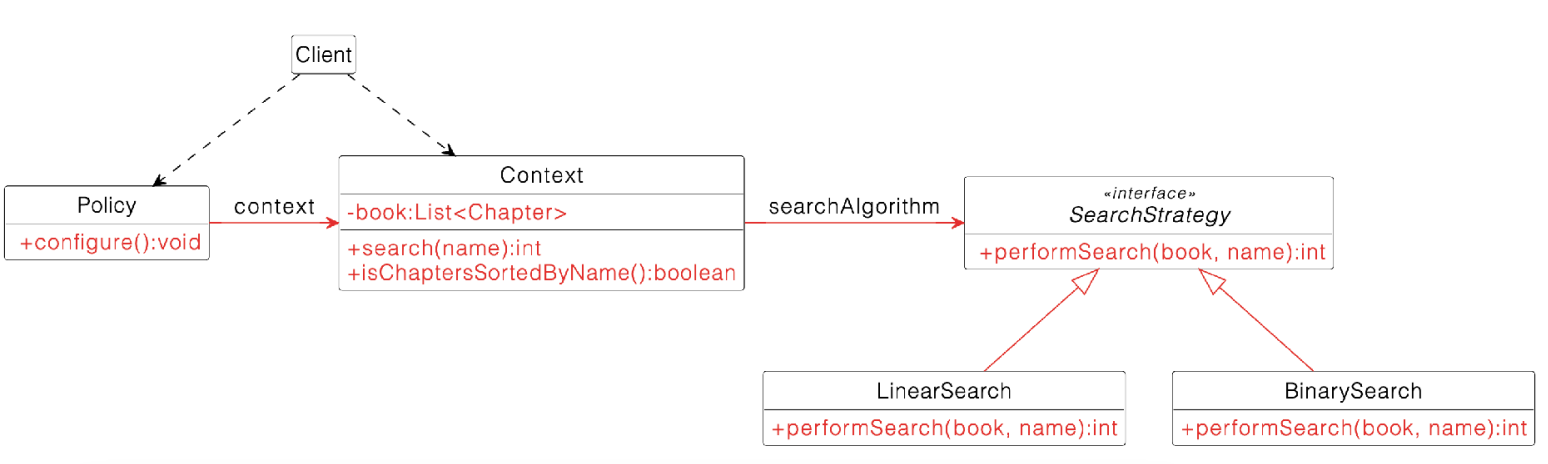 Client
Policy
+configure():void
context
Context
-book:List<Chapter>
+search(name):int
+isChaptersSortedByName():boolean
searchAlgorithm
«interface»
SearchStrategy
+performSearch(book, name):int
LinearSearch
+performSearch(book, name):int
BinarySearch
+performSearch(book, name):int